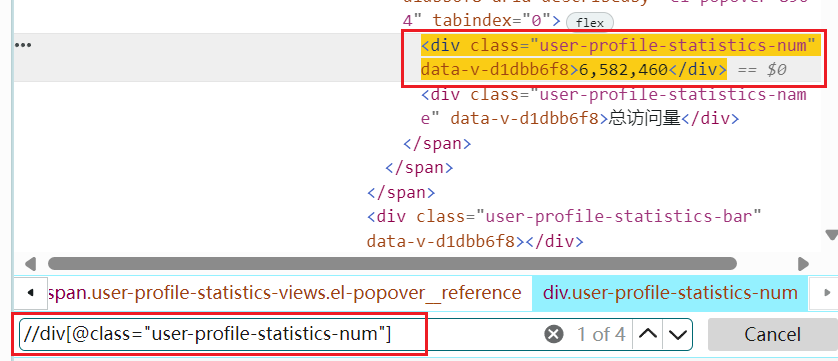 4" tabindex="0"> flex
<div class="user-profile-statistics-num"
data-v-d1dbb6f8>6,582,460</div> == $0
<div class="user-profile-statistics-nam
e" data-v-d1dbb6f8>总访问量</div>
</span>
</span>
</span>
<div class="user-profile-statistics-bar"
data-v-d1dbb6f8></div>
span.user-profile-statistics-views.el-popover__reference div.user-profile-statistics-num
//div[@class="user-profile-statistics-num"] 1 of 4 Cancel